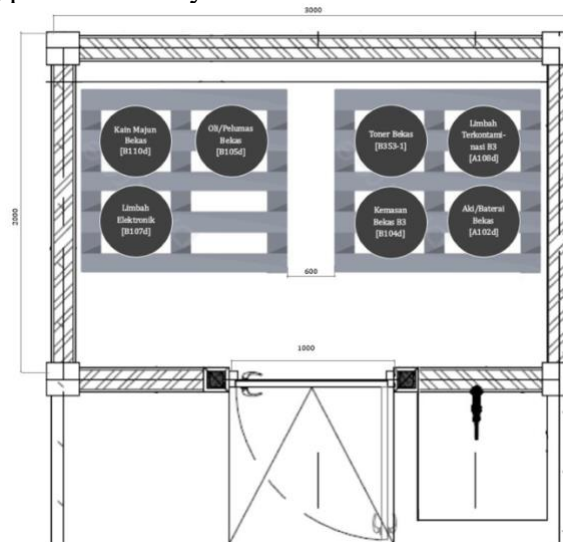 3000
Kain Majun
Bekas
[B110d]
Oli/Pelumas
Bekas
[B105d]
Toner Bekas
[B353-1]
Limbah
Terkontami-
nasi B3
[A108d]
Limbah
Elektronik
[B107d]
Kemasan
Bekas B3
[B104d]
Aki/Baterai
Bekas
[A102d]
2000
600
1000